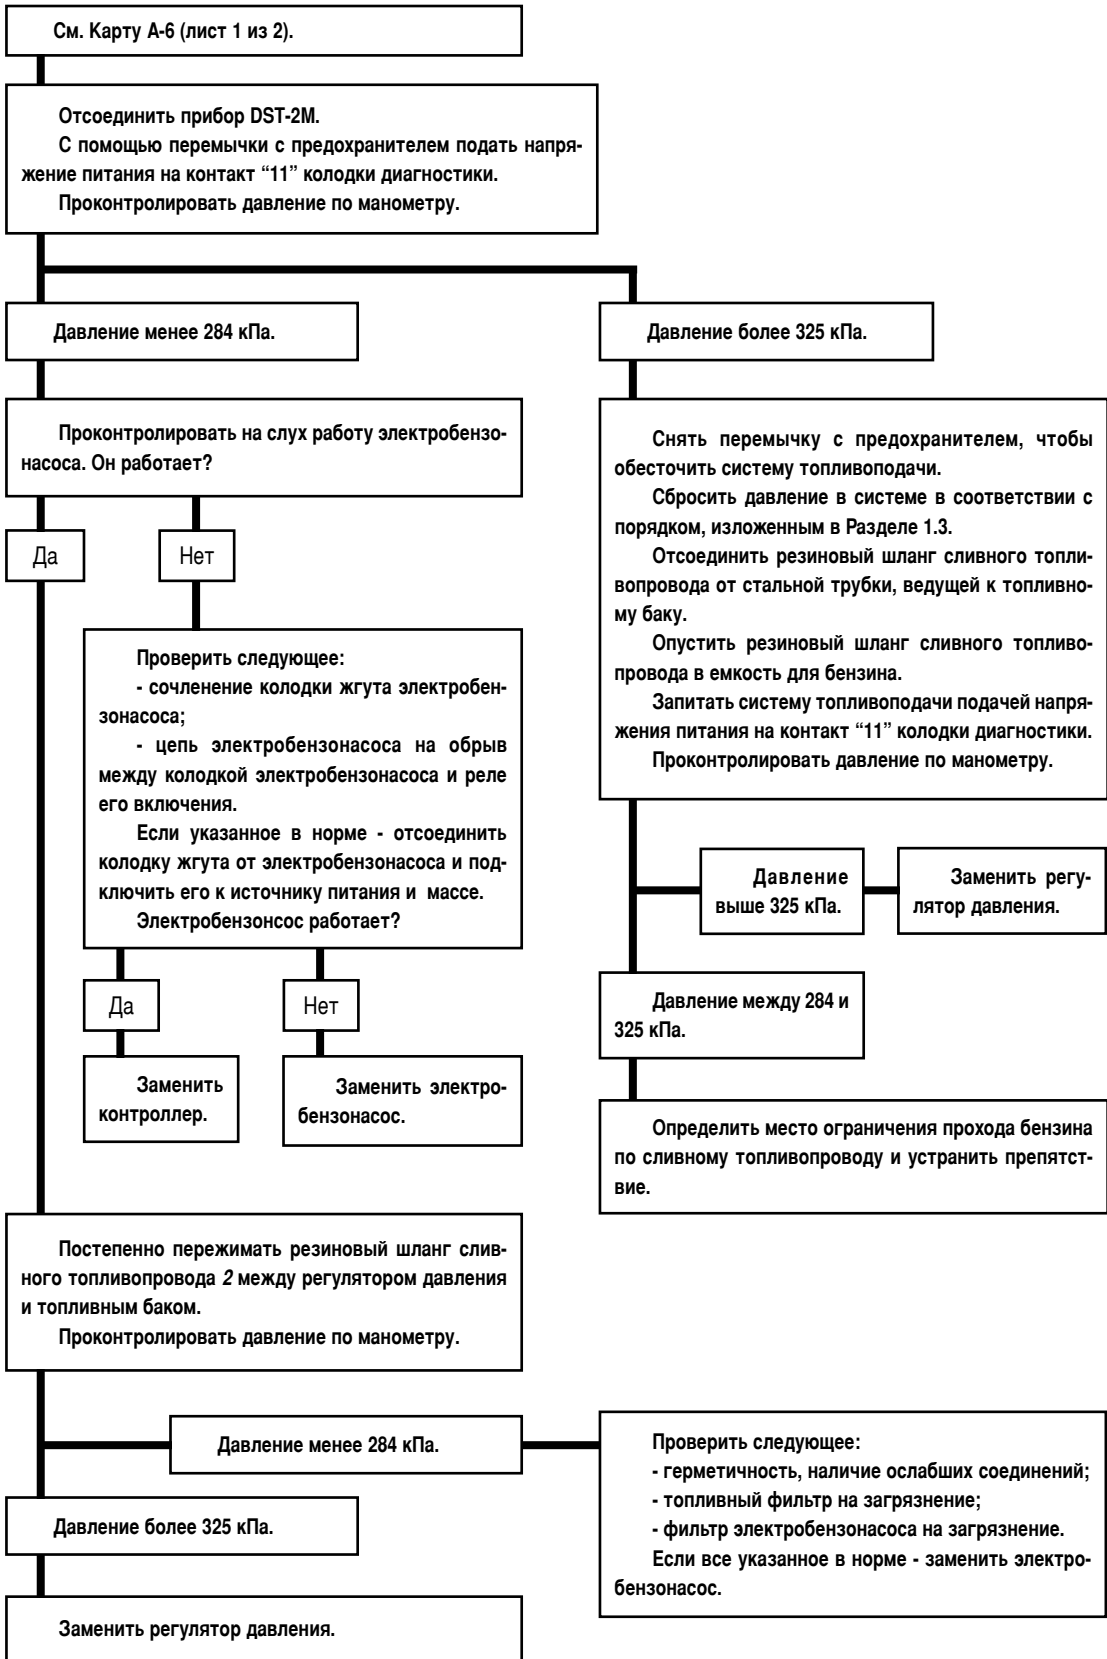 См. Карту А-6 (лист 1 из 2).
Отсоединить прибор DST-2M.
С помощью перемычки с предохранителем подать напря-
жение питания на контакт “11” колодки диагностики.
Проконтролировать давление по манометру.
Давление менее 284 кПа.
Давление более 325 кПа.
Проконтролировать на слух работу электробензо-
насоса. Он работает?
Да
Нет
Проверить следующее:
- сочленение колодки жгута электробен-
зонасоса;
- цепь электробензонасоса на обрыв
между колодкой электробензонасоса и реле
его включения.
Если указанное в норме - отсоединить
колодку жгута от электробензонасоса и под-
ключить его к источнику питания и массе.
Электробензонсос работает?
Да
Нет
Заменить
контроллер.
Заменить электро-
бензонасос.
Снять перемычку с предохранителем, чтобы
обесточить систему топливоподачи.
Сбросить давление в системе в соответствии с
порядком, изложенным в Разделе 1.3.
Отсоединить резиновый шланг сливного топли-
вопровода от стальной трубки, ведущей к топливно-
му баку.
Опустить резиновый шланг сливного топливо-
провода в емкость для бензина.
Запитать систему топливоподачи подачей напря-
жения питания на контакт “11” колодки диагностики.
Проконтролировать давление по манометру.
Давление
выше 325 кПа.
Заменить регу-
лятор давления.
Давление между 284 и
325 кПа.
Определить место ограничения прохода бензина
по сливному топливопроводу и устранить препятст-
вие.
Постепенно пережимать резиновый шланг слив-
ного топливопровода 2 между регулятором давления
и топливным баком.
Проконтролировать давление по манометру.
Давление менее 284 кПа.
Проверить следующее:
- герметичность, наличие ослабших соединений;
- топливный фильтр на загрязнение;
- фильтр электробензонасоса на загрязнение.
Если все указанное в норме - заменить электро-
бензонасос.
Давление более 325 кПа.
Заменить регулятор давления.